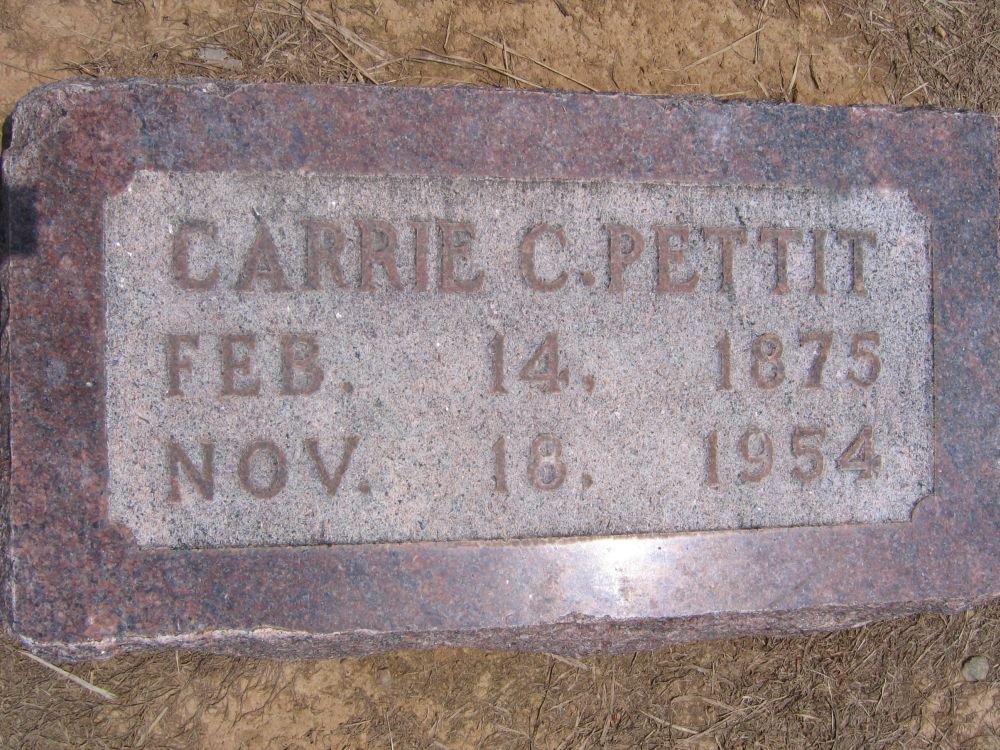 CARRIE C. PETTIT
FEB. 14, 1875
NOV. 18, 1954